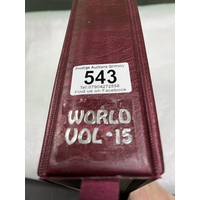 Prestige Auctions Grimsby
543
Tel:07904272658
Find us on Facebook
WORLD
VOL-15